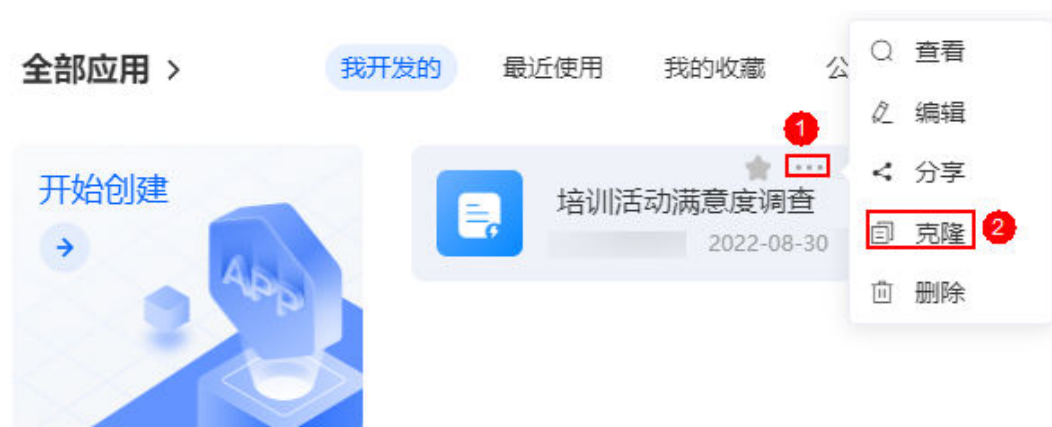 全部应用 >
我开发的 最近使用 我的收藏 公
查看
编辑
1
分享
开始创建
培训活动满意度调查
克隆 2
2022-08-30
APP
删除